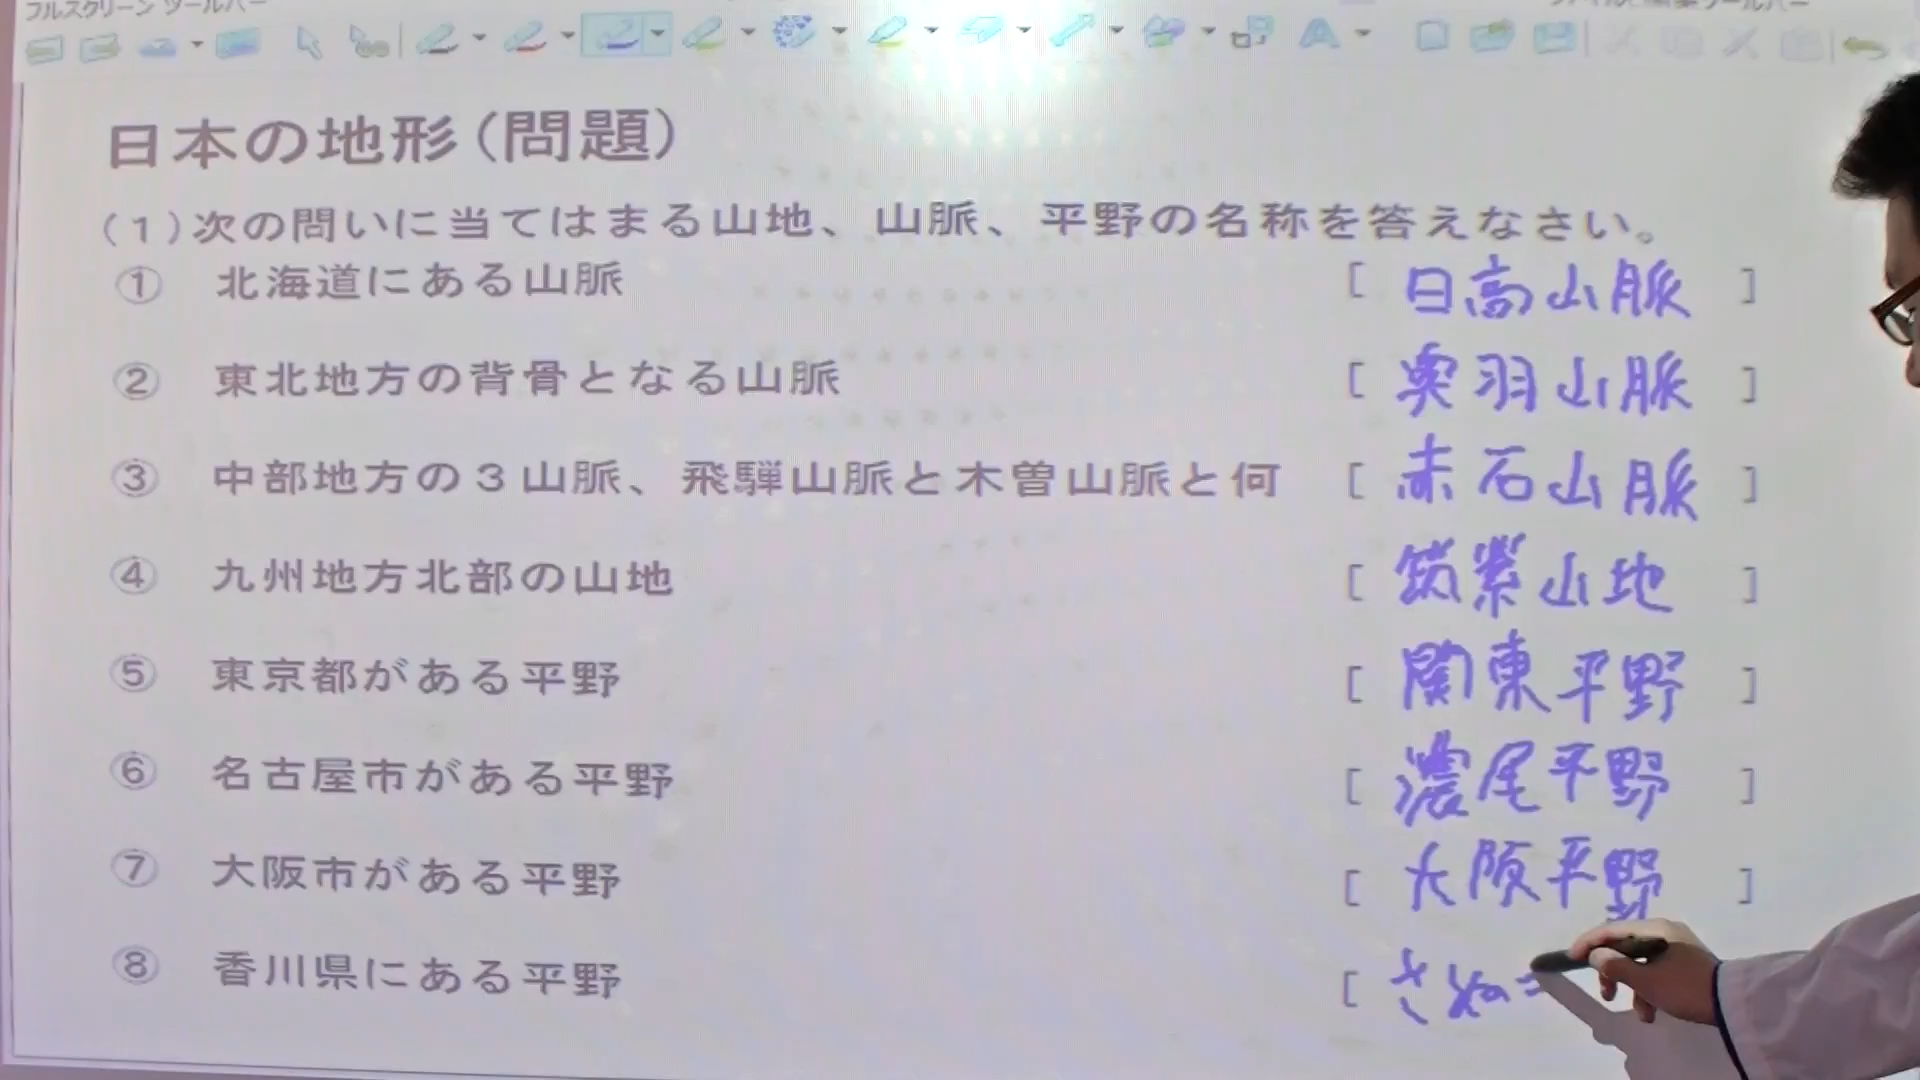 フルスクリーン ツールバー
日本の地形（問題）
（１）次の問いに当てはまる山地、山脈、平野の名称を答えなさい。
① 北海道にある山脈 [ 日高山脈 ]
② 東北地方の背骨となる山脈 [ 奥羽山脈 ]
③ 中部地方の３山脈、飛騨山脈と木曽山脈と何 [ 赤石山脈 ]
④ 九州地方北部の山地 [ 筑紫山地 ]
⑤ 東京都がある平野 [ 関東平野 ]
⑥ 名古屋市がある平野 [ 濃尾平野 ]
⑦ 大阪市がある平野 [ 大阪平野 ]
⑧ 香川県にある平野 [ さぬ